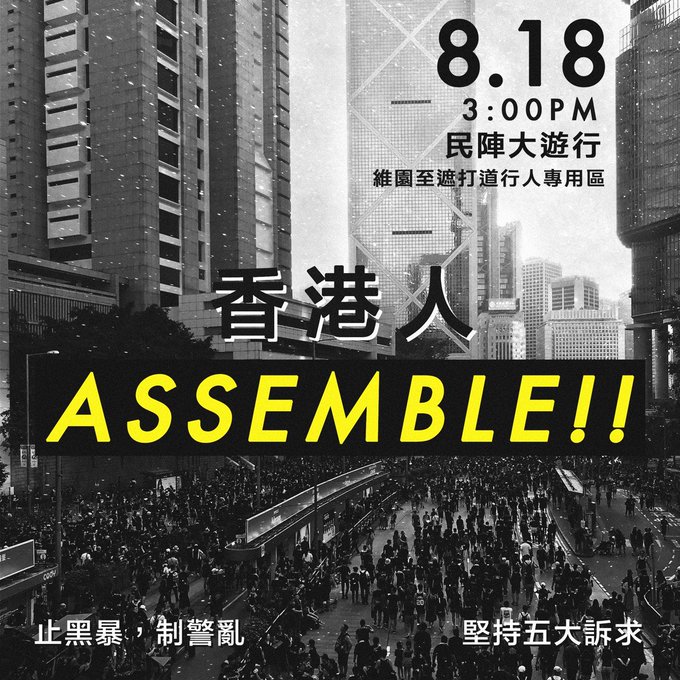 8.18
3:00PM
民陣大遊行
維園至遮打道行人專用區
香港人
ASSEMBLE!!
止黑暴，制警亂
堅持五大訴求